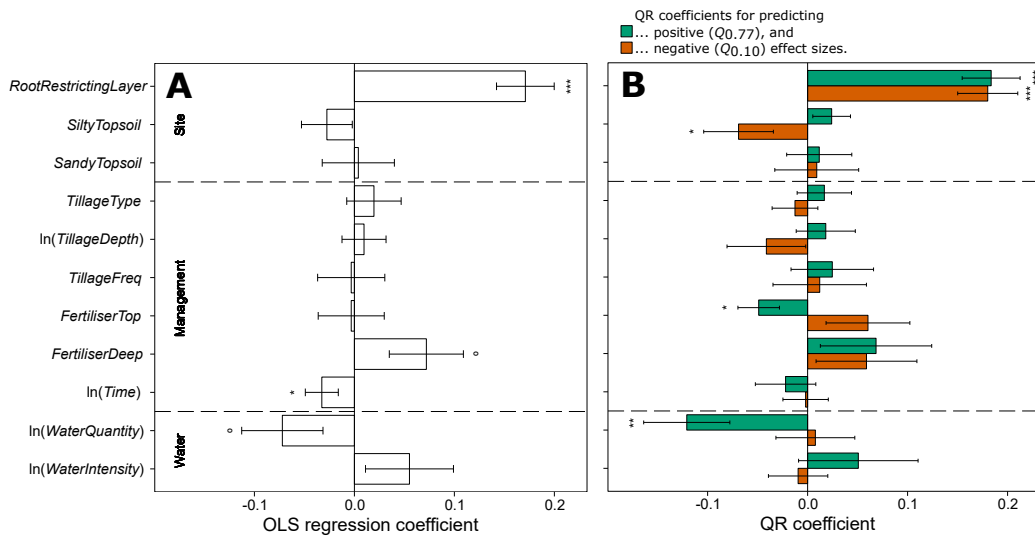 QR coefficients for predicting
... positive (Q0.77), and
... negative (Q0.10) effect sizes.
A
B
RootRestrictingLayer
SiltyTopsoil
SandyTopsoil
TillageType
ln(TillageDepth)
TillageFreq
FertiliserTop
FertiliserDeep
ln(Time)
ln(WaterQuantity)
ln(WaterIntensity)
Site
Management
Water
***
*
o
o
***
***
*
*
**
-0.1
0.0
0.1
0.2
OLS regression coefficient
-0.1
0.0
0.1
0.2
QR coefficient